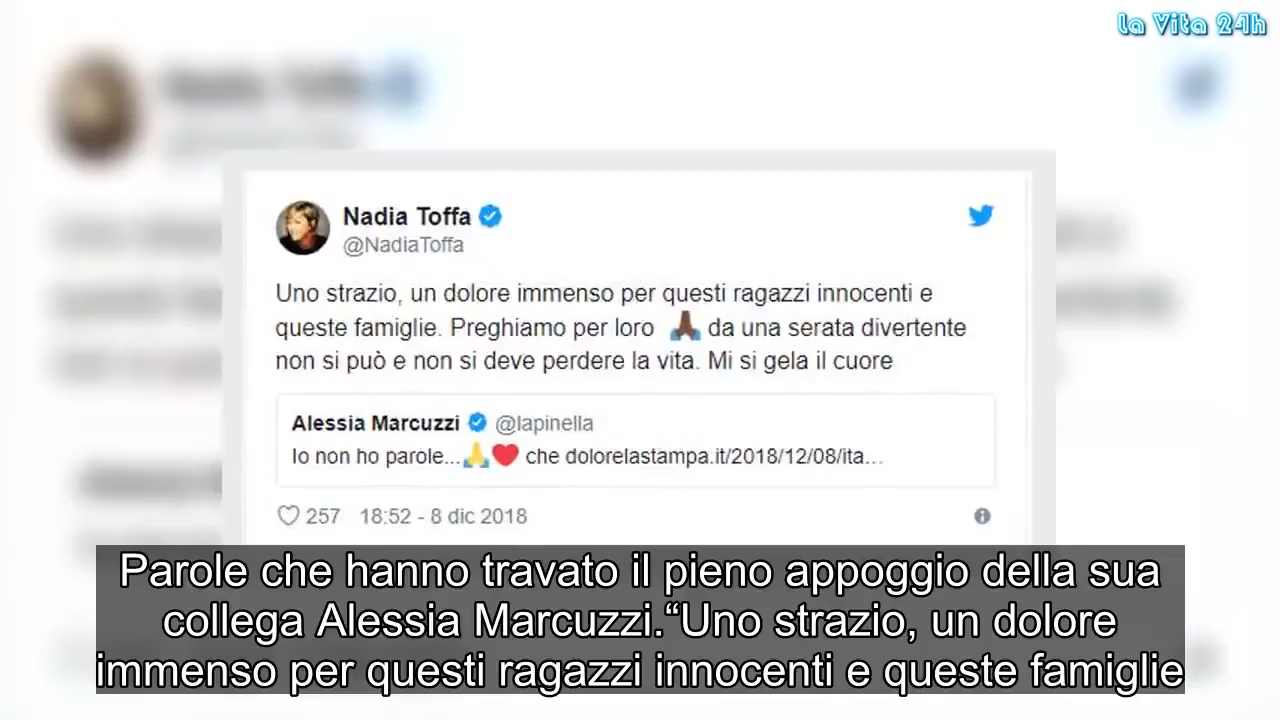 la Vita 24h
Nadia Toffa
@NadiaToffa
Uno strazio, un dolore immenso per questi ragazzi innocenti e
queste famiglie. Preghiamo per loro 🙏🏿 da una serata divertente
non si può e non si deve perdere la vita. Mi si gela il cuore
Alessia Marcuzzi @lapinella
Io non ho parole...🙏❤️ che dolorelastampa.it/2018/12/08/ita…
257 18:52 - 8 dic 2018
Parole che hanno travato il pieno appoggio della sua
collega Alessia Marcuzzi.“Uno strazio, un dolore
immenso per questi ragazzi innocenti e queste famiglie